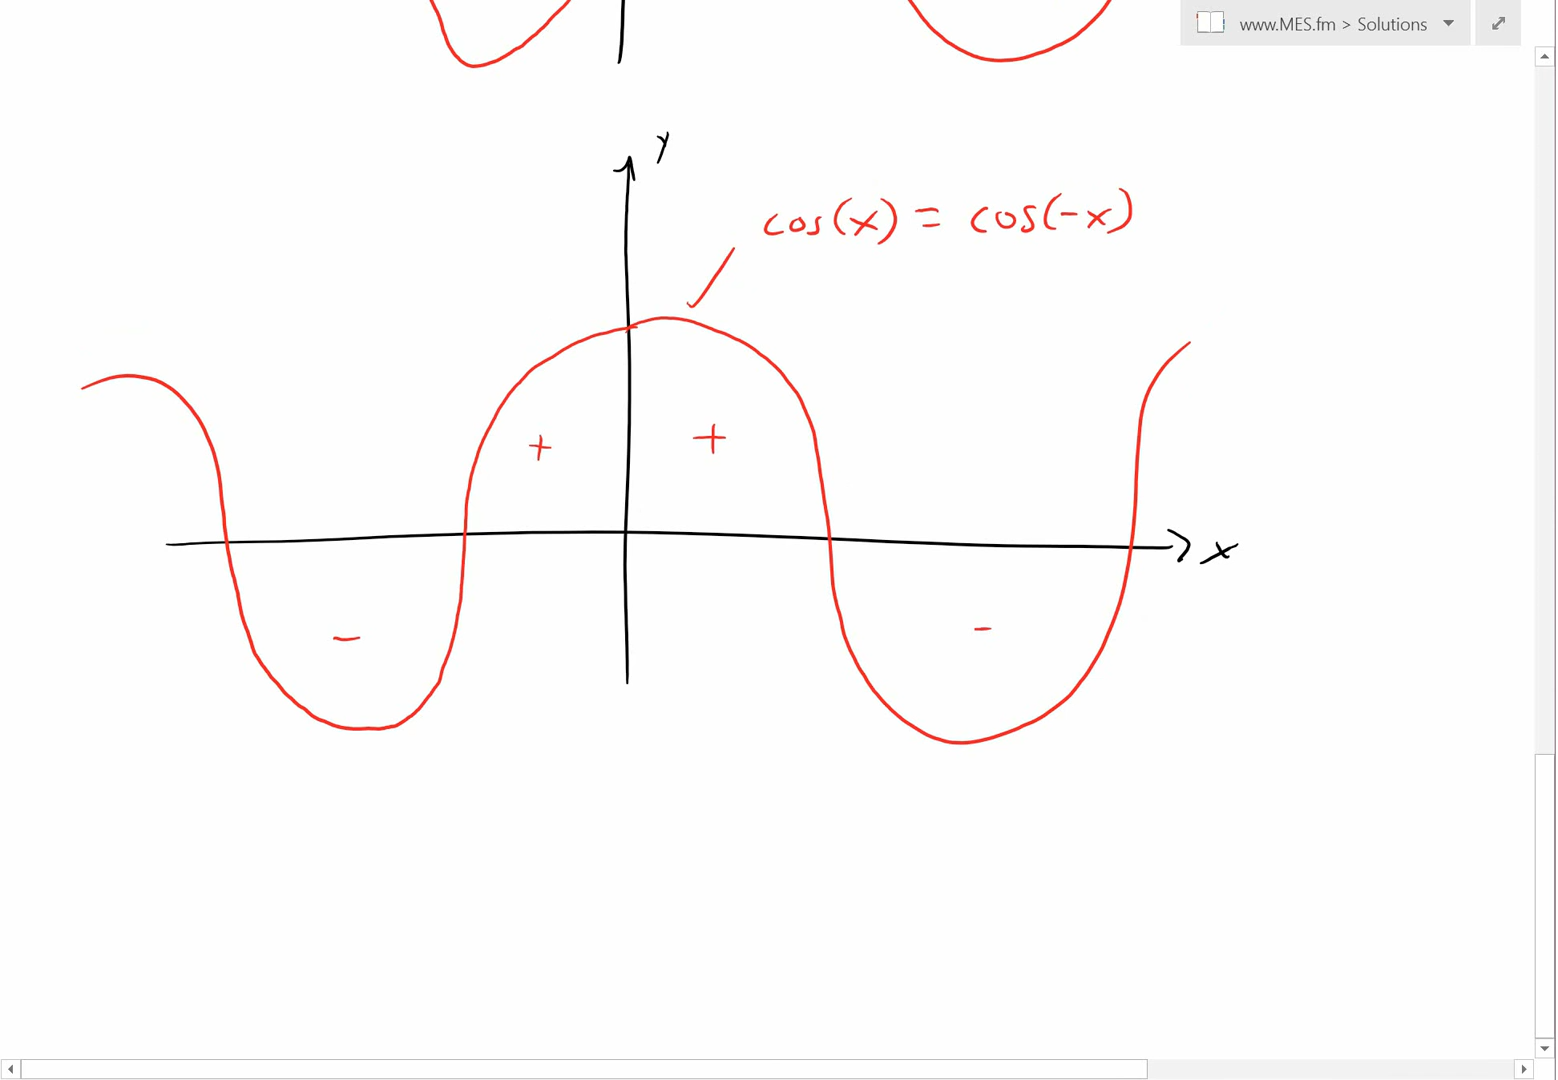 www.MES.fm > Solutions
y
cos(x) = cos(-x)
+ +
x
- -